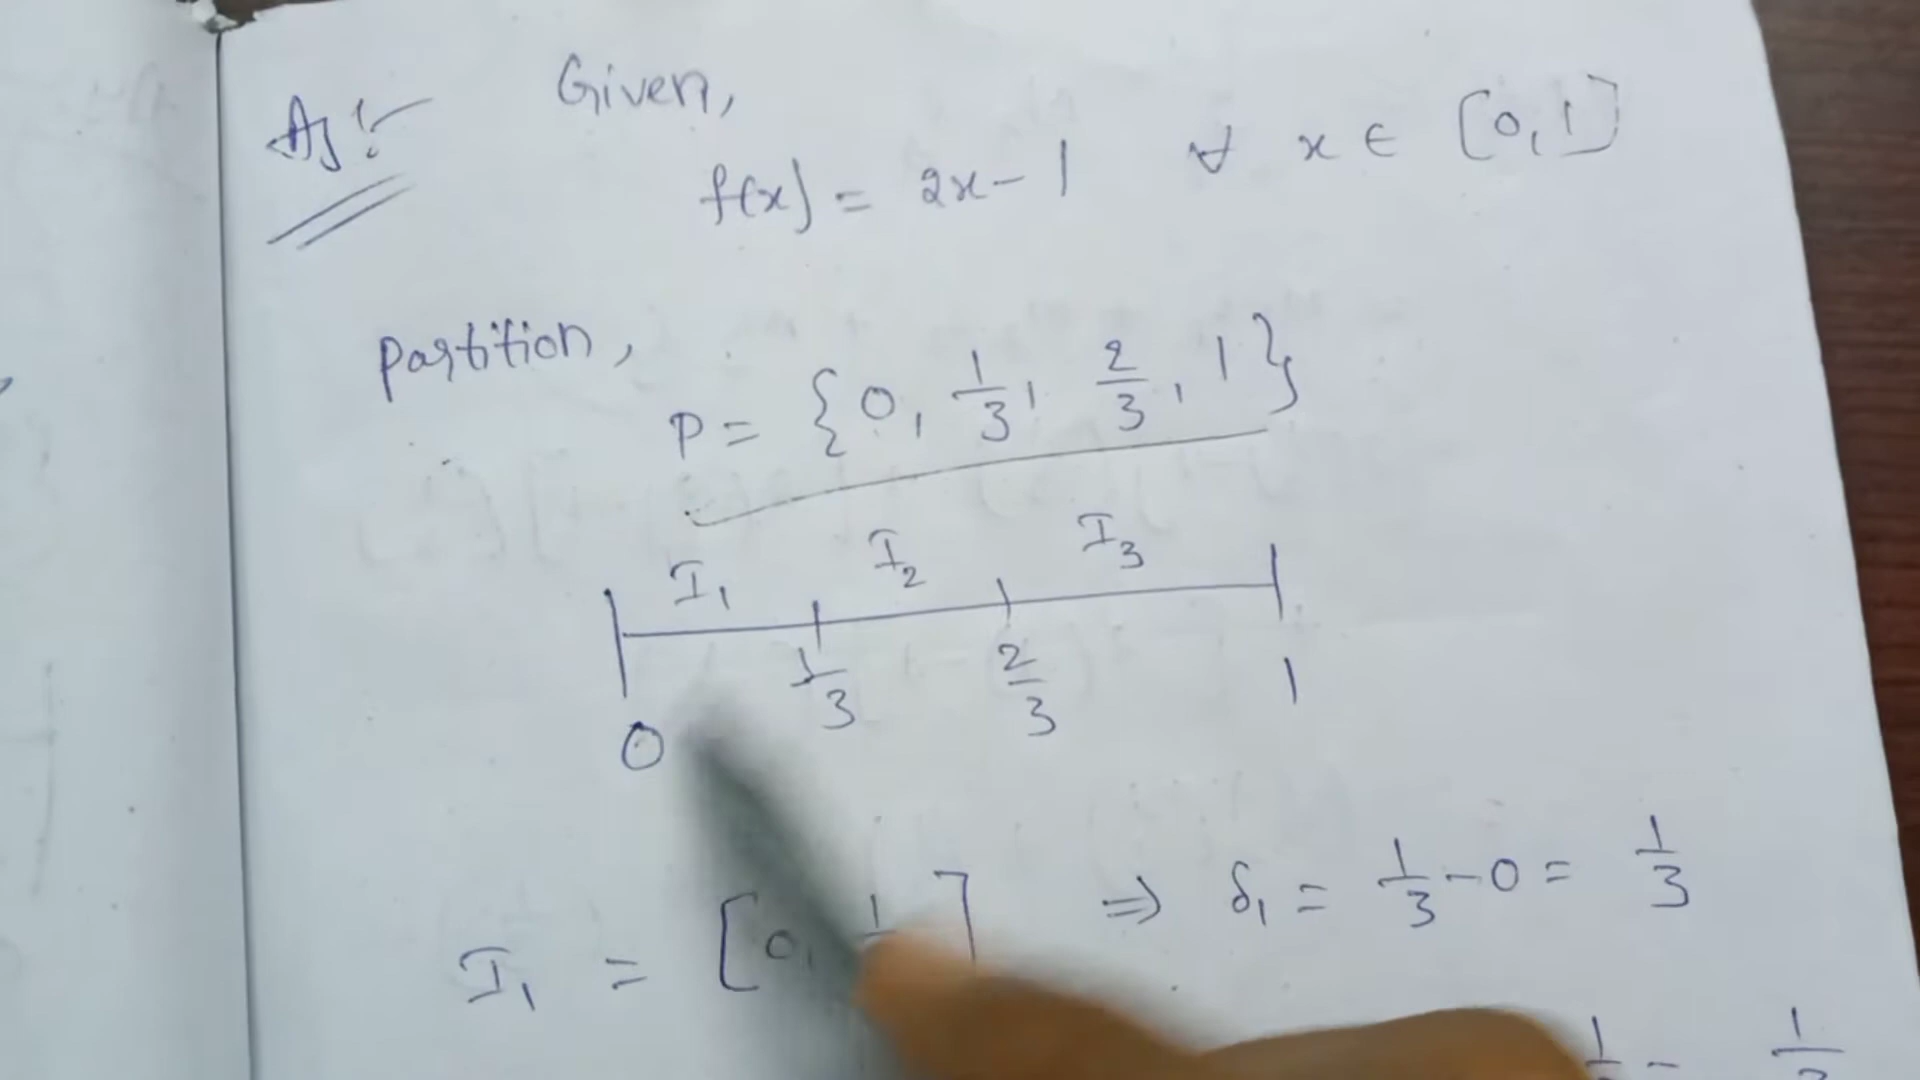 Given,
f(x) = 2x - 1 ∀ x ∈ [0, 1]
partition,
P = {0, 1/3, 2/3, 1}
I₁ I₂ I₃
0 1/3 2/3 1
I₁ = [0, 1 ] ⇒ δ₁ = 1/3 - 0 = 1/3